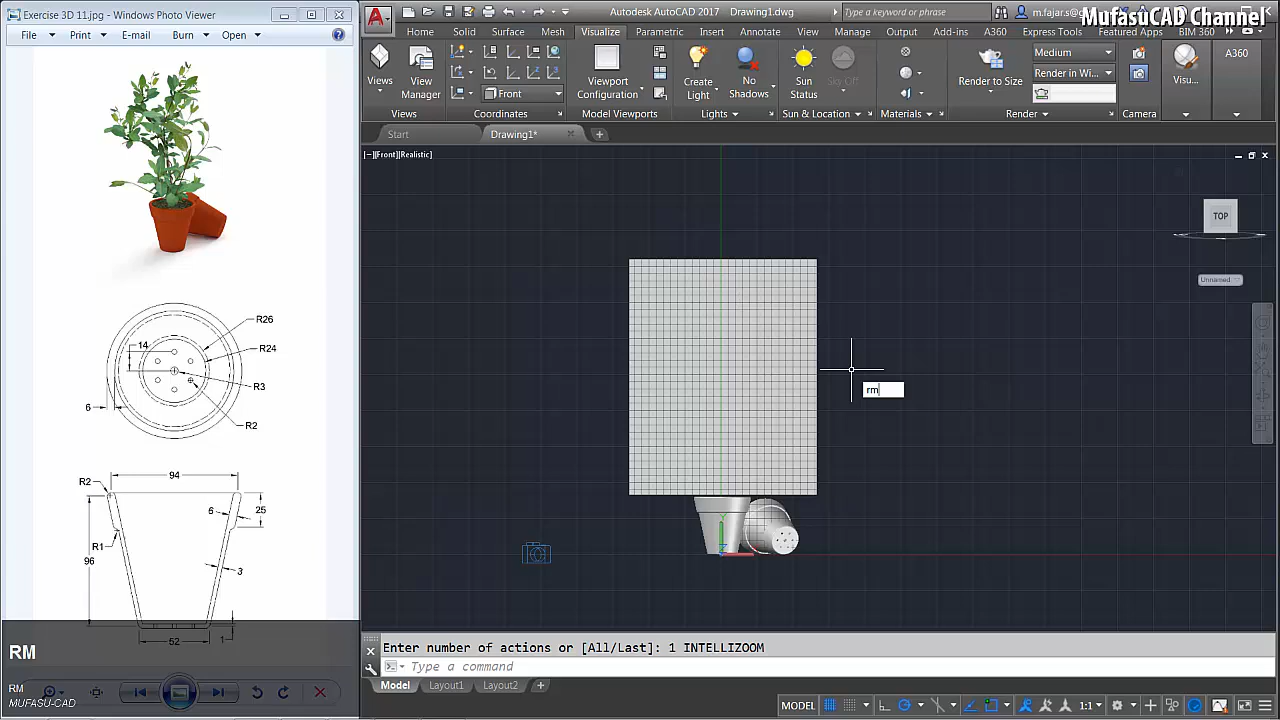 Exercise 3D 11.jpg - Windows Photo Viewer
File Print E-mail Burn Open
R26
14
R24
R3
6
R2
94
R2
6
25
R1
96
3
52
1
RM
RM
MUFASU-CAD
Autodesk AutoCAD 2017 Drawing1.dwg
Type a keyword or phrase
m.fajar.s@
MufasuCAD Channel
Home Solid Surface Mesh Visualize Parametric Insert Annotate View Manage Output Add-ins A360 Express Tools Featured Apps BIM 360
Views
View Manager
Front
Viewport Configuration
Create Light
No Shadows
Sun Status
Sky Off
Render to Size
Medium
Render in Wi...
Visu...
A360
Views Coordinates Model Viewports Lights Sun & Location Materials Render Camera
Start Drawing1*
[–][Front][Realistic]
TOP
Unnamed
rm
Y
Z
Enter number of actions or [All/Last]: 1 INTELLIZOOM
Type a command
Model Layout1 Layout2
MODEL 1:1